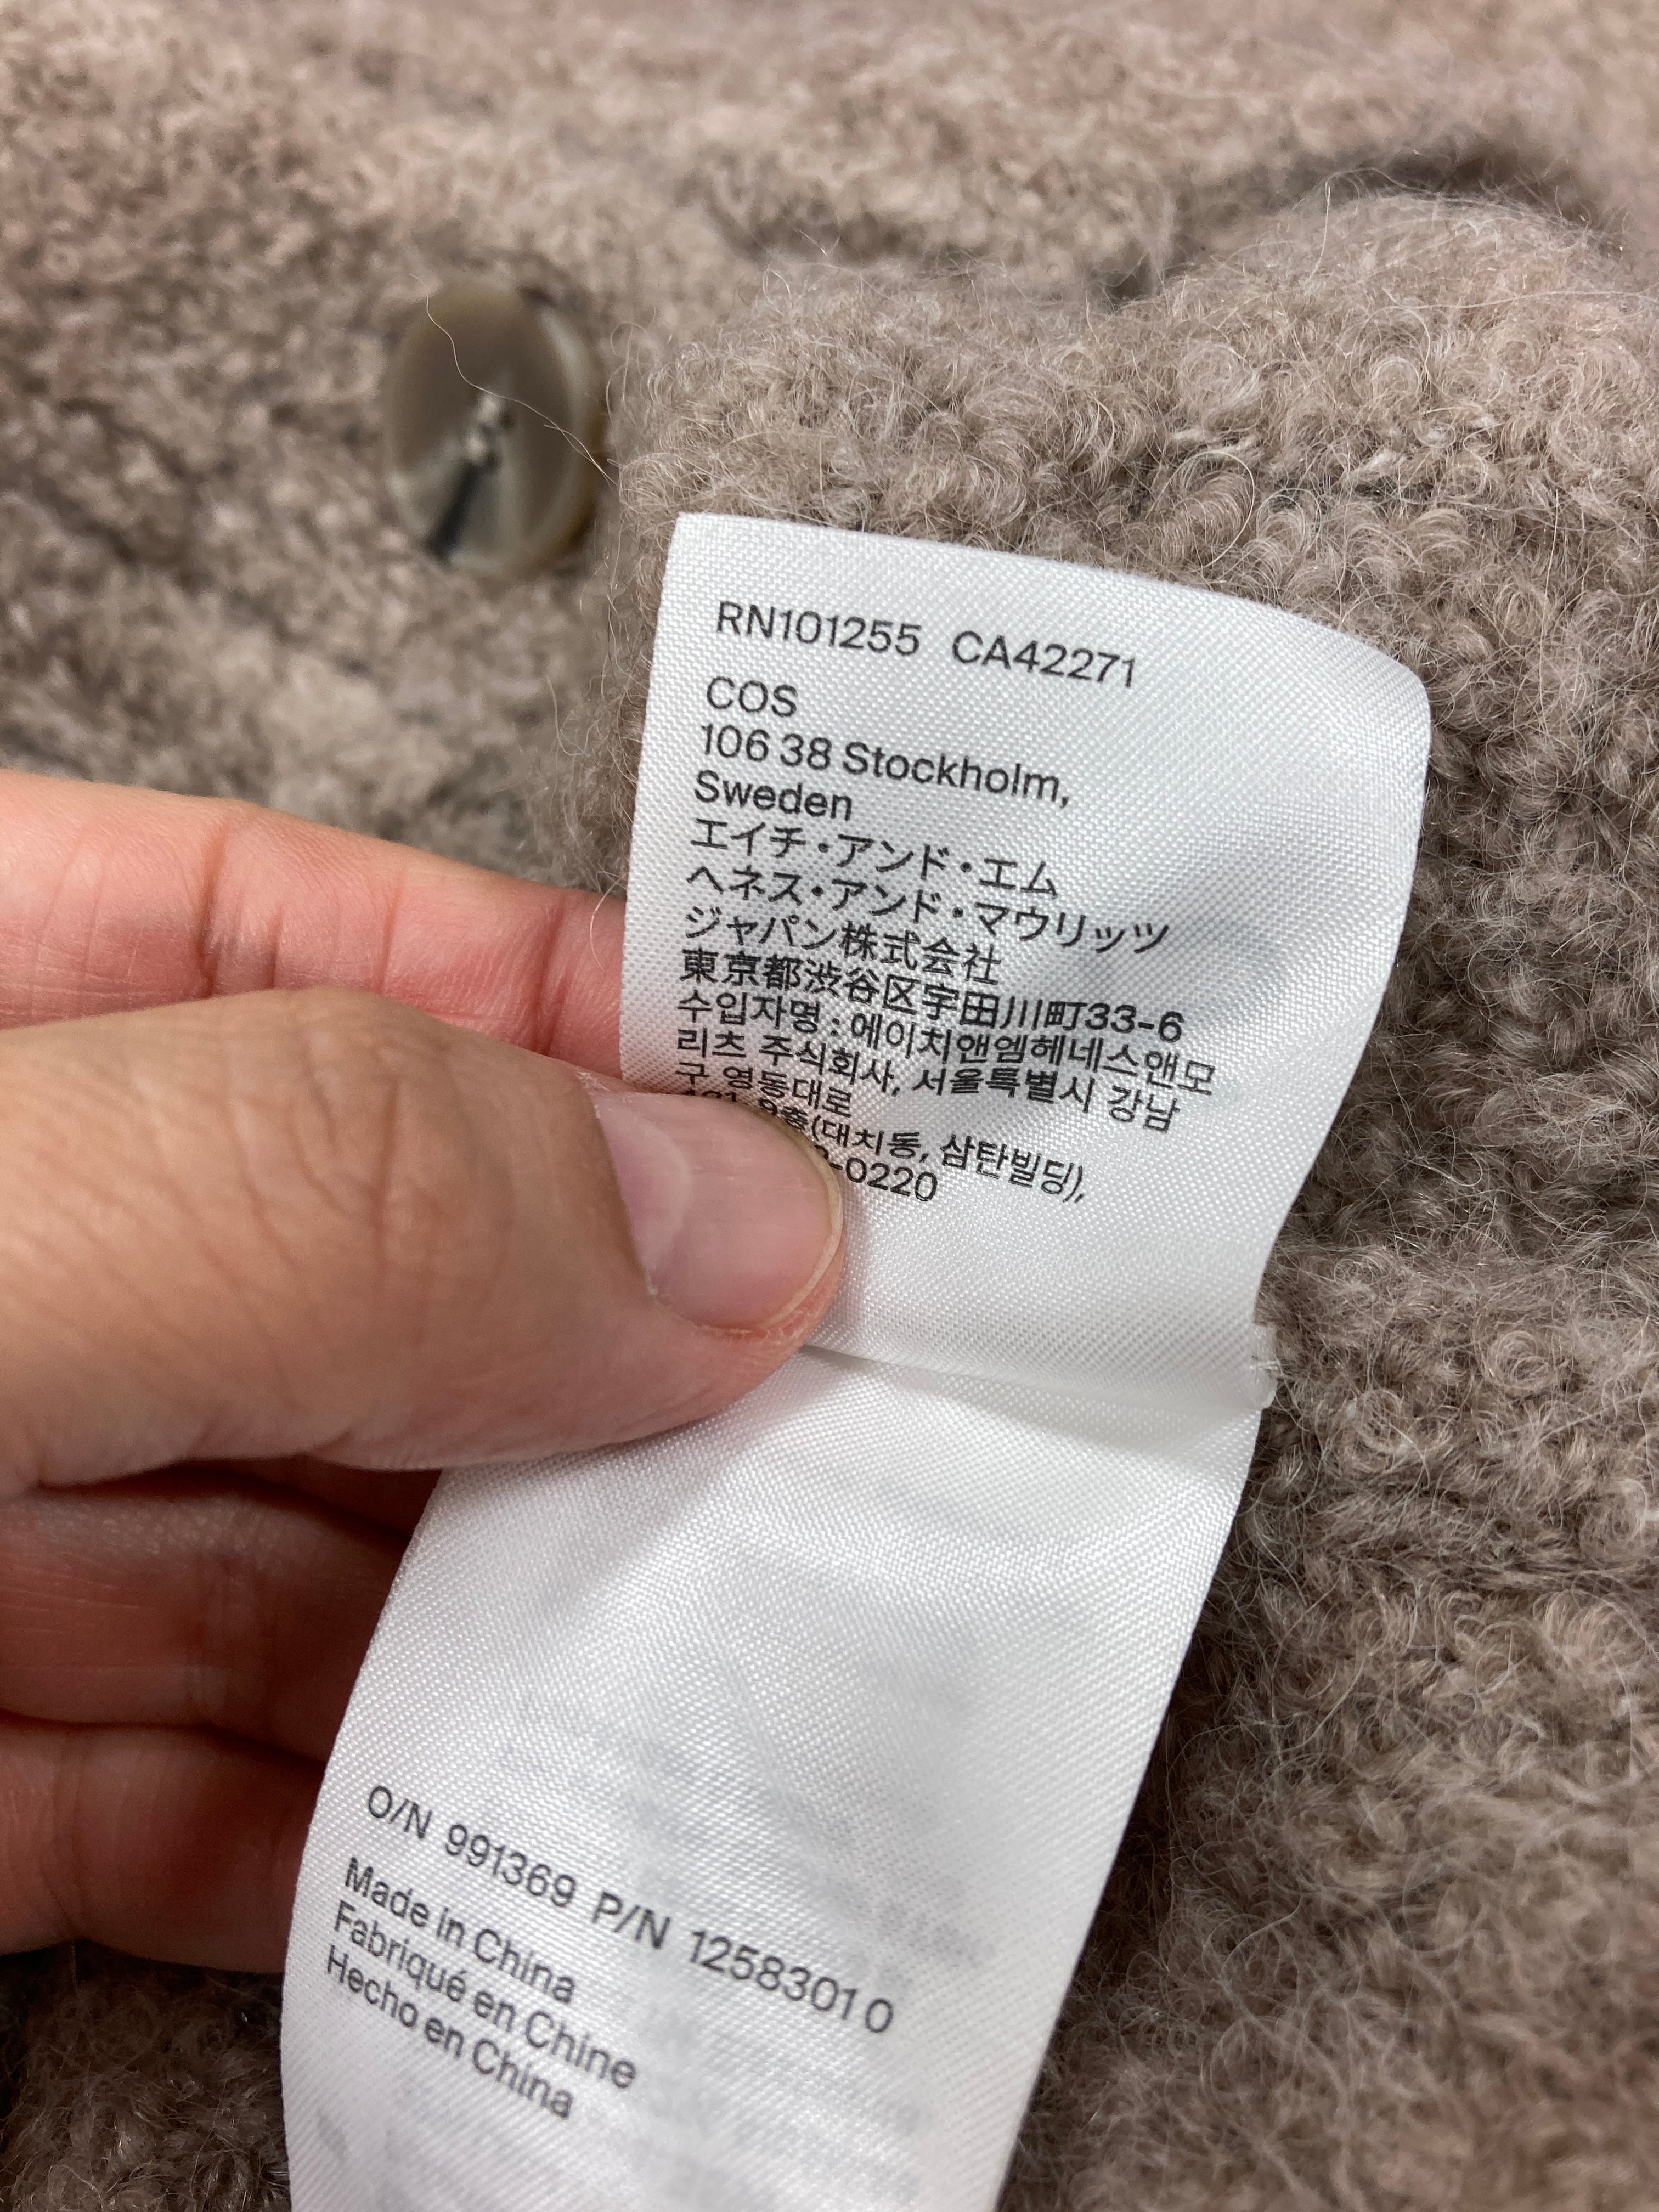 RN101255 CA42271
COS
106 38 Stockholm,
Sweden
エイチ・アンド・エム
ヘネス・アンド・マウリッツ
ジャパン株式会社
東京都渋谷区宇田川町33-6
수입자명 : 에이치앤엠헤네스앤모
리츠 주식회사, 서울특별시 강남
구 영동대로
(대치동, 삼탄빌딩),
-0220
O/N 991369 P/N 12583010
Made in China
Fabriqué en Chine
Hecho en China